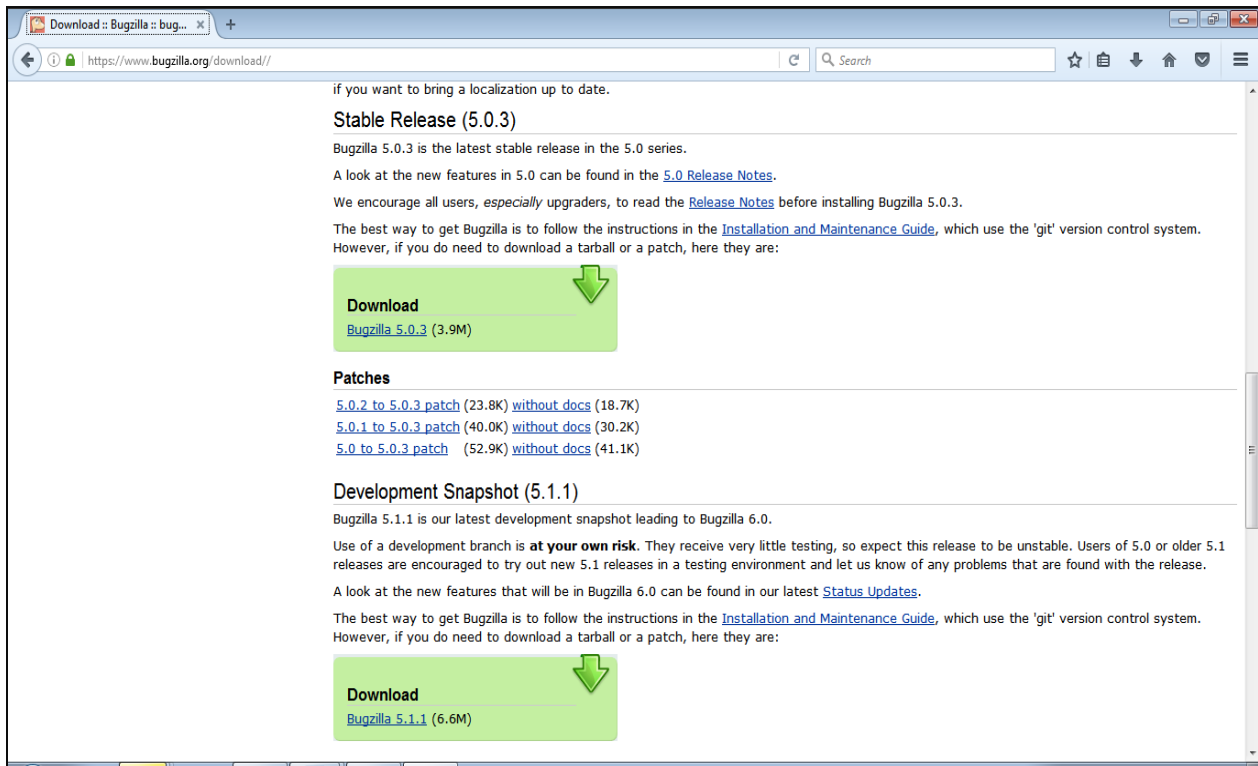 Download :: Bugzilla :: bug...
https://www.bugzilla.org/download//
Search
if you want to bring a localization up to date.
Stable Release (5.0.3)
Bugzilla 5.0.3 is the latest stable release in the 5.0 series.
A look at the new features in 5.0 can be found in the 5.0 Release Notes.
We encourage all users, especially upgraders, to read the Release Notes before installing Bugzilla 5.0.3.
The best way to get Bugzilla is to follow the instructions in the Installation and Maintenance Guide, which use the 'git' version control system.
However, if you do need to download a tarball or a patch, here they are:
Download
Bugzilla 5.0.3 (3.9M)
Patches
5.0.2 to 5.0.3 patch (23.8K) without docs (18.7K)
5.0.1 to 5.0.3 patch (40.0K) without docs (30.2K)
5.0 to 5.0.3 patch (52.9K) without docs (41.1K)
Development Snapshot (5.1.1)
Bugzilla 5.1.1 is our latest development snapshot leading to Bugzilla 6.0.
Use of a development branch is at your own risk. They receive very little testing, so expect this release to be unstable. Users of 5.0 or older 5.1
releases are encouraged to try out new 5.1 releases in a testing environment and let us know of any problems that are found with the release.
A look at the new features that will be in Bugzilla 6.0 can be found in our latest Status Updates.
The best way to get Bugzilla is to follow the instructions in the Installation and Maintenance Guide, which use the 'git' version control system.
However, if you do need to download a tarball or a patch, here they are:
Download
Bugzilla 5.1.1 (6.6M)